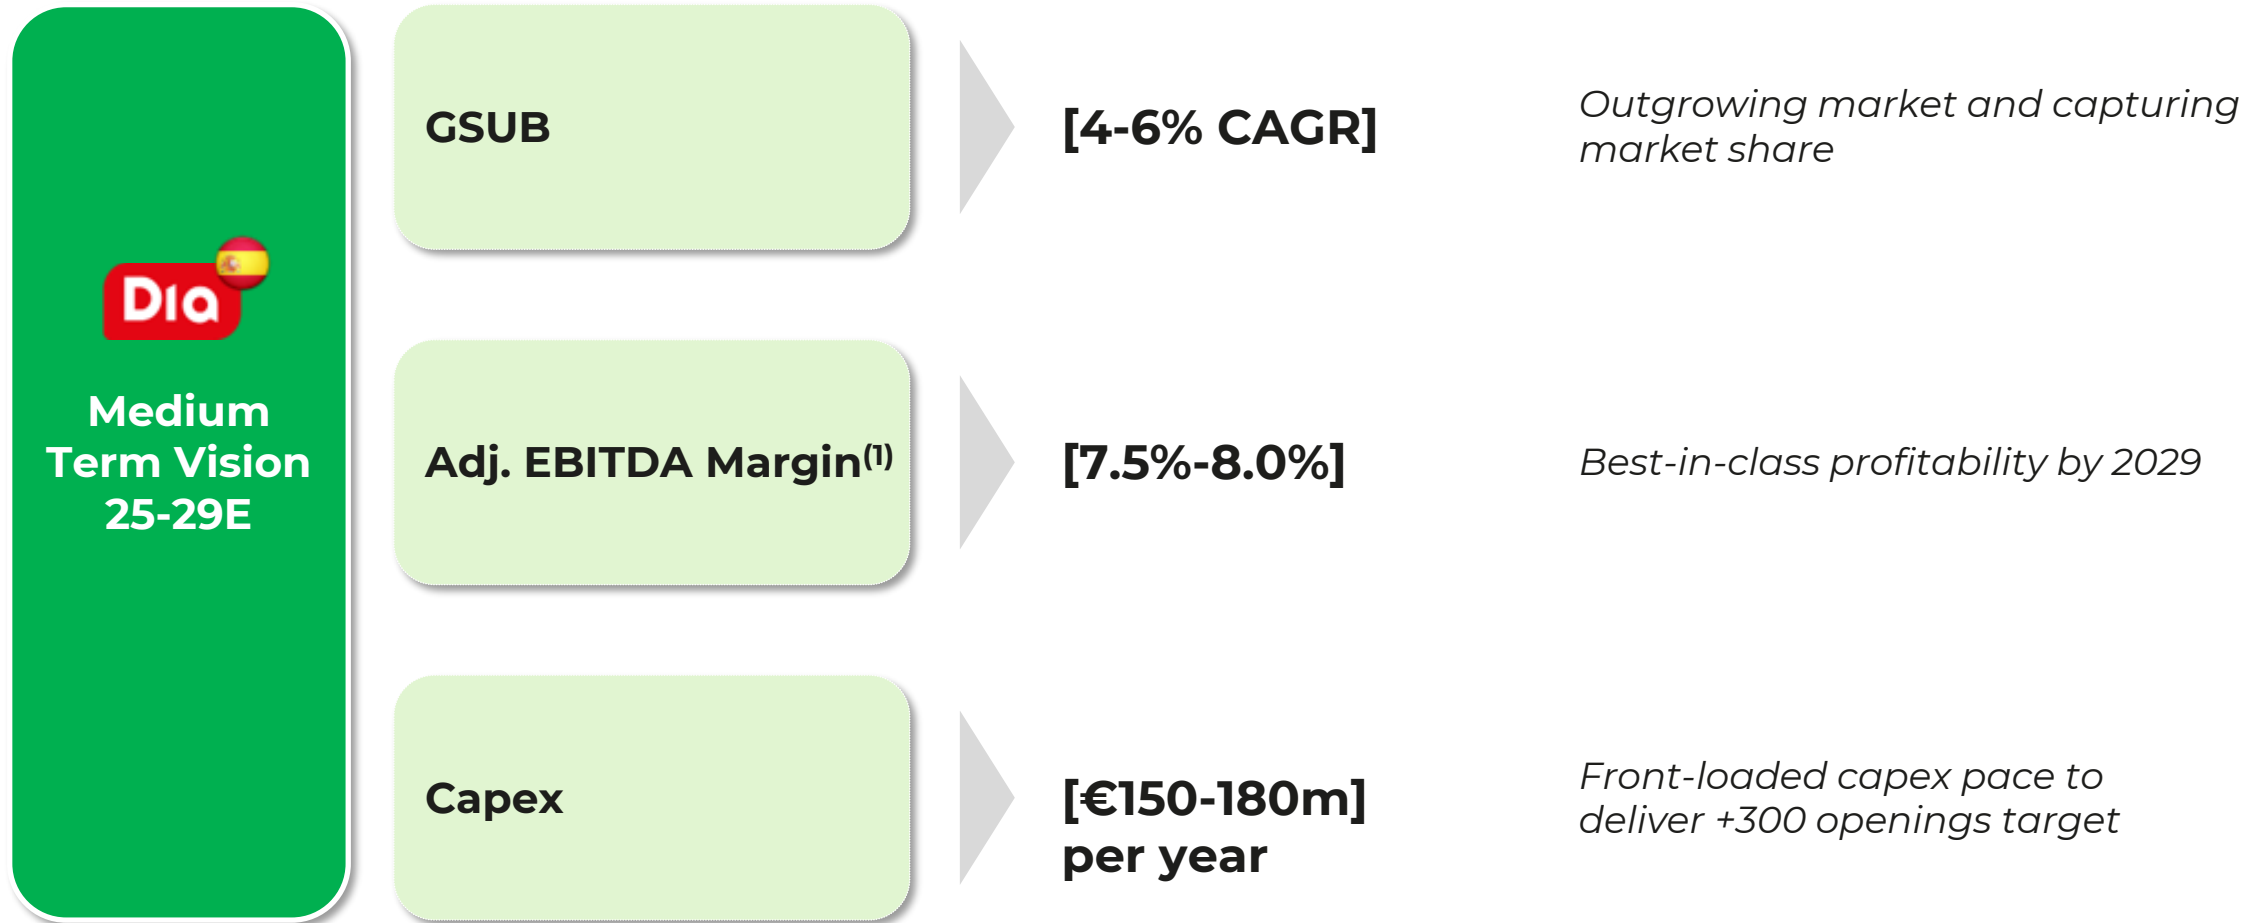 Dia
Medium
Term Vision
25-29E
GSUB
[4-6% CAGR]
Outgrowing market and capturing
market share
Adj. EBITDA Margin(1)
[7.5%-8.0%]
Best-in-class profitability by 2029
Capex
[€150-180m]
per year
Front-loaded capex pace to
deliver +300 openings target